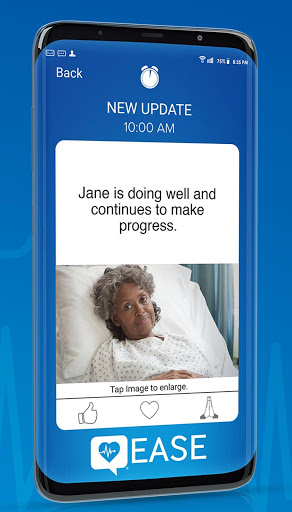 75% 8:35 PM
Back
NEW UPDATE
10:00 AM
Jane is doing well and
continues to make
progress.
Tap Image to enlarge.
EASE